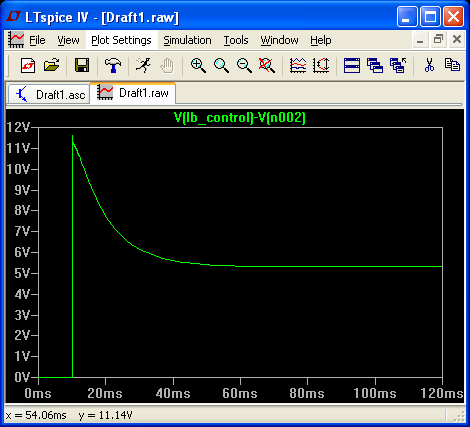 LTspice IV - [Draft1.raw]
File View Plot Settings Simulation Tools Window Help
Draft1.asc Draft1.raw
V(lb_control)-V(n002)
12V
11V
10V
9V
8V
7V
6V
5V
4V
3V
2V
1V
0V
0ms 20ms 40ms 60ms 80ms 100ms 120ms
x = 54.06ms y = 11.14V